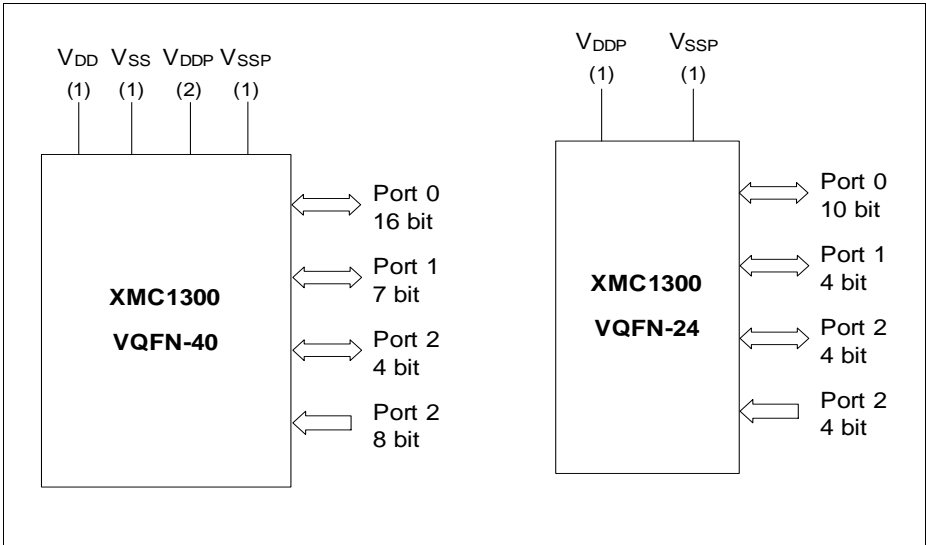 VDD VSS VDDP VSSP
(1) (1) (2) (1)
Port 0
16 bit
Port 1
7 bit
XMC1300
VQFN-40
Port 2
4 bit
Port 2
8 bit
VDDP VSSP
(1) (1)
Port 0
10 bit
Port 1
4 bit
XMC1300
VQFN-24
Port 2
4 bit
Port 2
4 bit